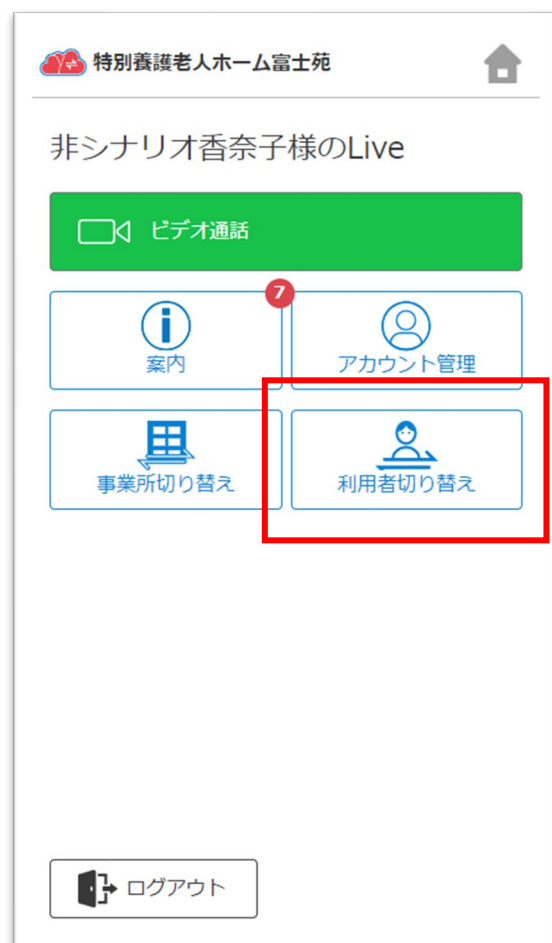 特別養護老人ホーム富士苑
非シナリオ香奈子様のLive
ビデオ通話
7
案内
アカウント管理
事業所切り替え
利用者切り替え
ログアウト